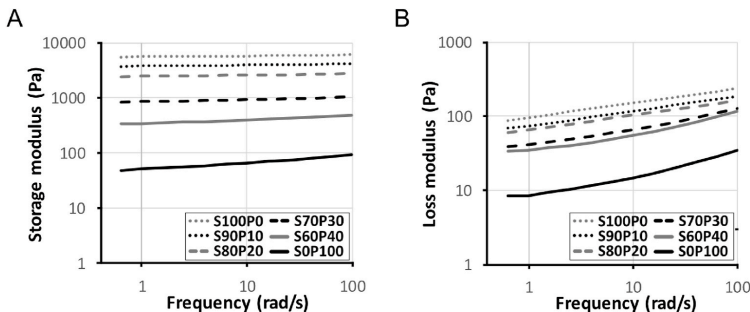 A
Storage modulus (Pa)
10000
1000
100
10
1
S100P0 S70P30
S90P10 S60P40
S80P20 S0P100
1 10 100
Frequency (rad/s)
B
Loss modulus (Pa)
1000
100
10
1
S100P0 S70P30
S90P10 S60P40
S80P20 S0P100
1 10 100
Frequency (rad/s)